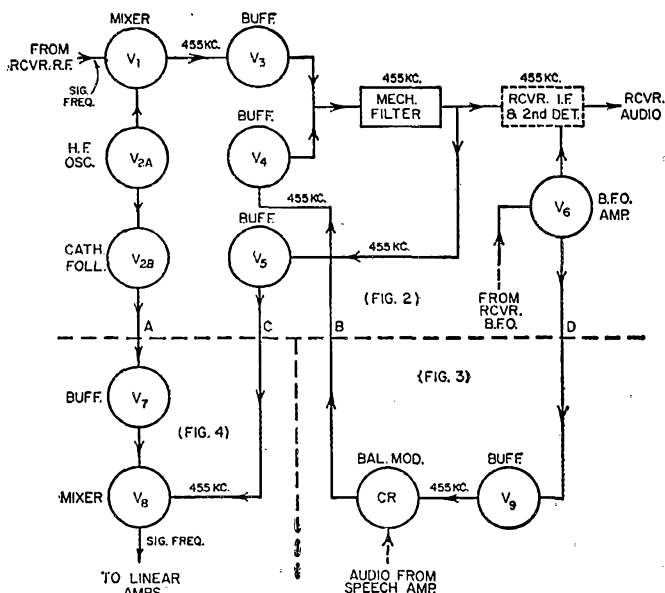 MIXER
BUFF.
FROM
RCVR. R.F.
455KC.
V1
V3
SIG.
FREQ.
BUFF.
455KC.
MECH.
FILTER
455KC.
RCVR. I.F.
& 2nd DET.
RCVR.
AUDIO
H.F.
OSC.
V2A
V4
BUFF.
V6
B.F.O.
AMP.
CATH.
FOLL.
V2B
V5
455KC.
(FIG. 2)
FROM
RCVR.
B.F.O.
A
C
B
D
BUFF.
V7
(FIG. 4)
(FIG. 3)
BAL. MOD.
BUFF.
MIXER
V8
455KC.
CR
455KC.
V9
SIG. FREQ.
TO LINEAR
AMPS.
AUDIO FROM
SPEECH AMP.